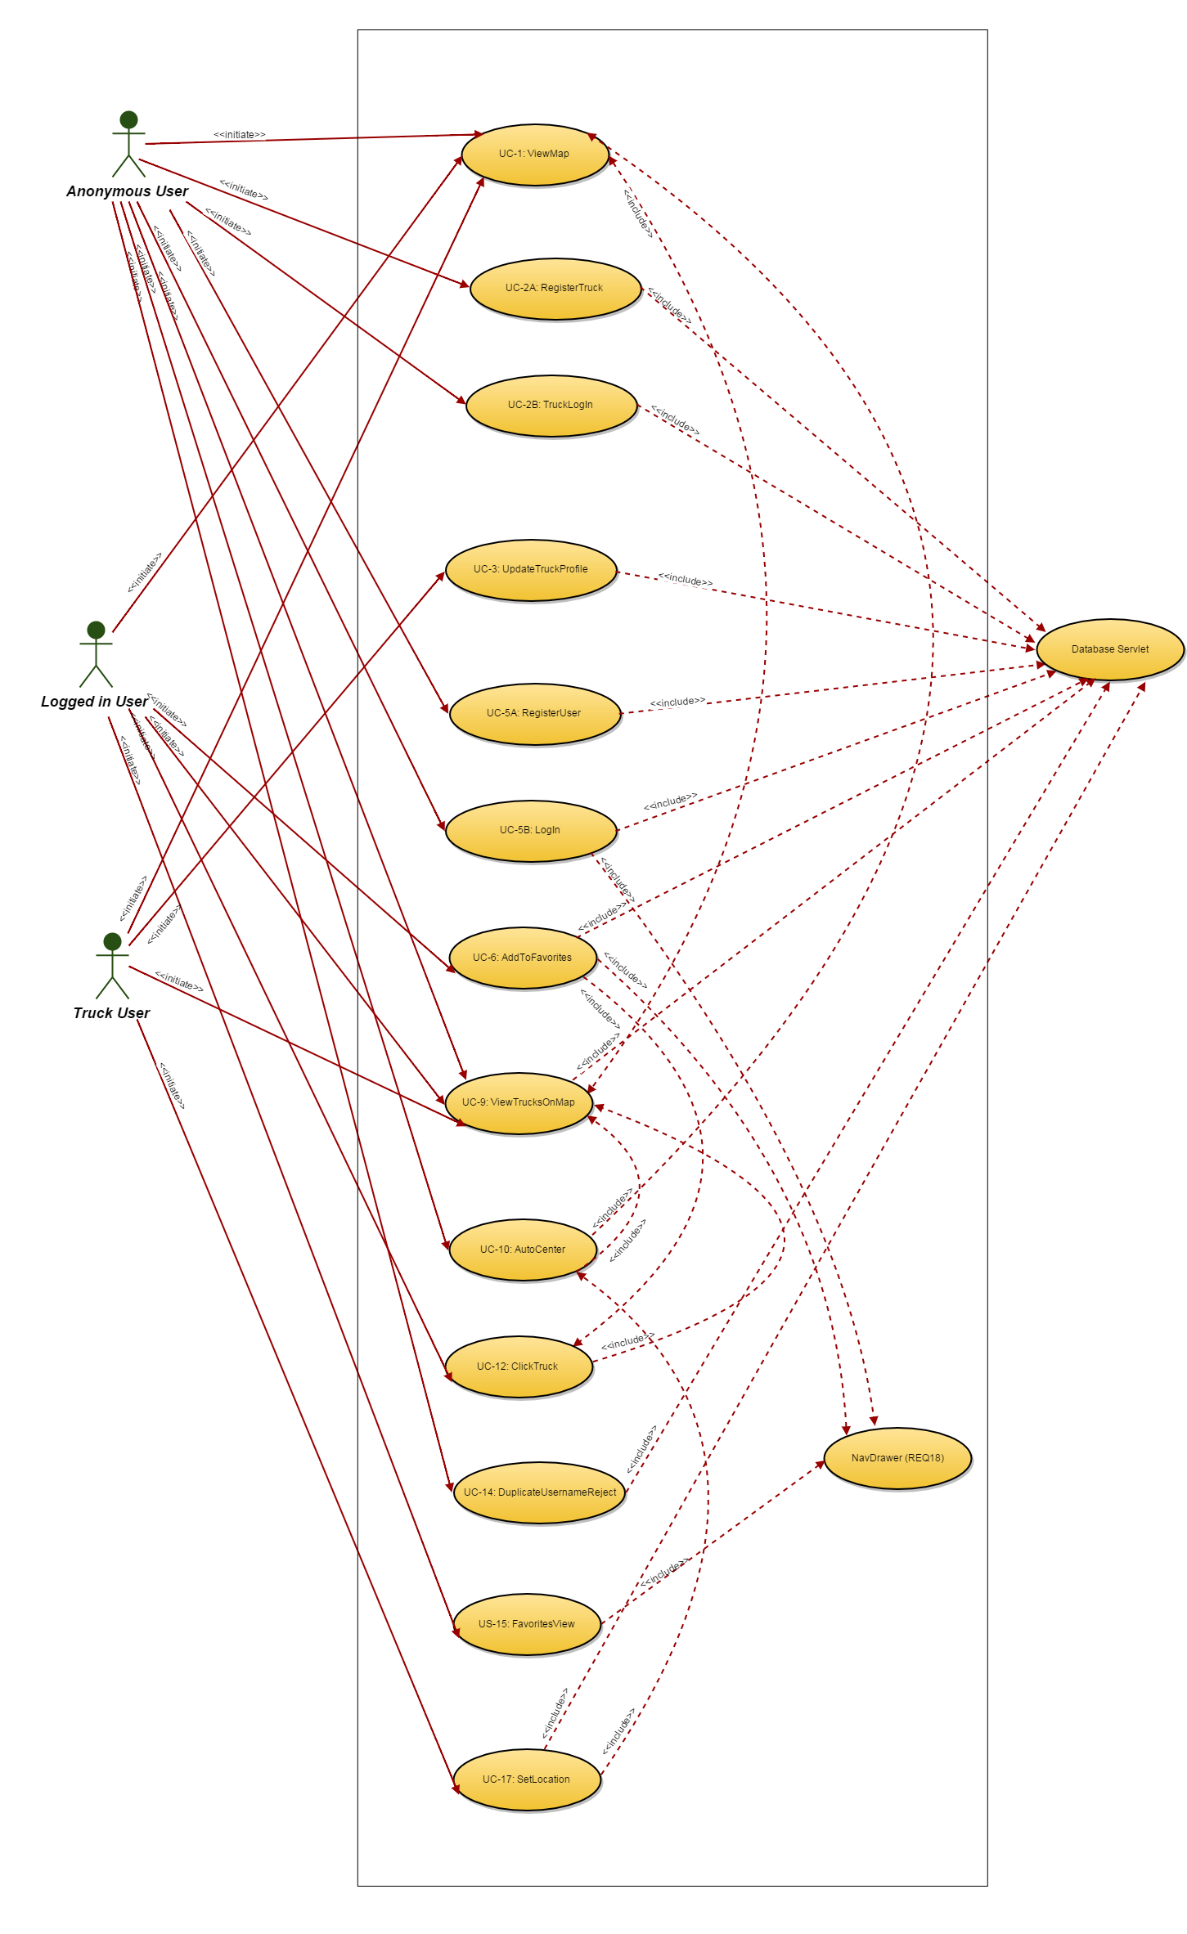 <<initiate>>
UC-1: ViewMap
Anonymous User
<<initiate>>
<<include>>
<<initiate>>
<<initiate>>
<<initiate>>
<<initiate>>
<<initiate>>
<<initiate>>
UC-2A: RegisterTruck
<<include>>
UC-2B: TruckLogIn
<<include>>
<<initiate>>
UC-3: UpdateTruckProfile
<<include>>
Database Servlet
Logged in User
<<initiate>>
<<initiate>>
<<initiate>>
<<initiate>>
UC-5A: RegisterUser
<<include>>
<<include>>
UC-5B: LogIn
<<include>>
<<initiate>>
<<initiate>>
<<include>>
UC-6: AddToFavorites
<<include>>
<<initiate>>
<<include>>
Truck User
<<include>>
<<initiate>>
UC-9: ViewTrucksOnMap
<<include>>
<<include>>
UC-10: AutoCenter
<<include>>
UC-12: ClickTruck
<<include>>
NavDrawer (REQ18)
UC-14: DuplicateUsernameReject
<<include>>
US-15: FavoritesView
<<include>>
<<include>>
UC-17: SetLocation